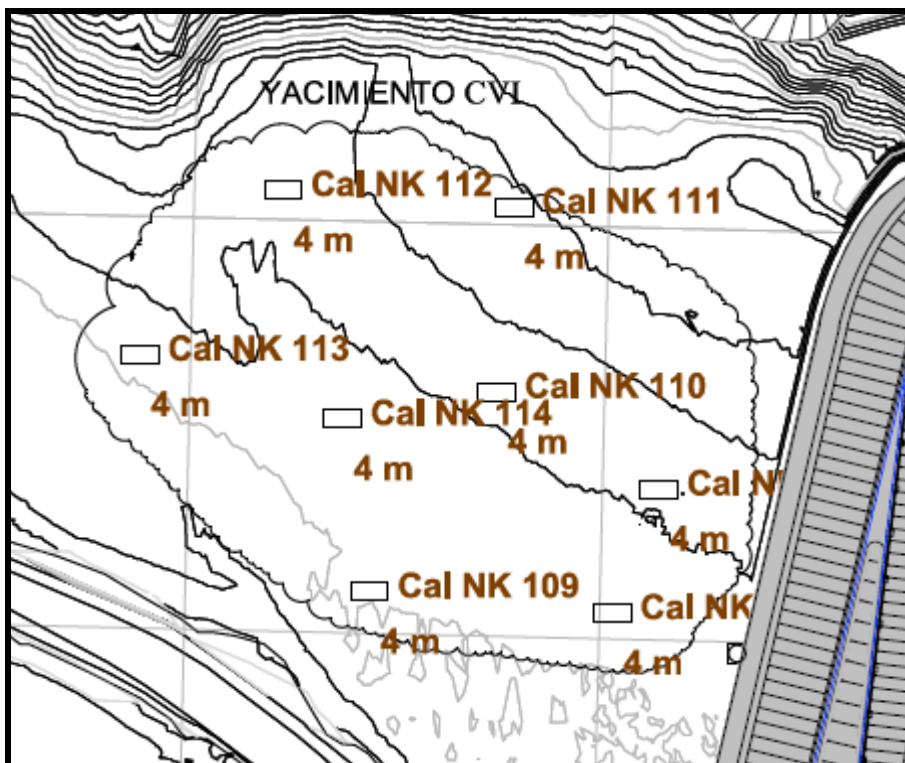 YACIMIENTO CVI
Cal NK 112
4 m
Cal NK 111
4 m
Cal NK 113
4 m
Cal NK 110
4 m
Cal NK 114
4 m
Cal
4 m
Cal NK 109
4 m
Cal NK
4 m